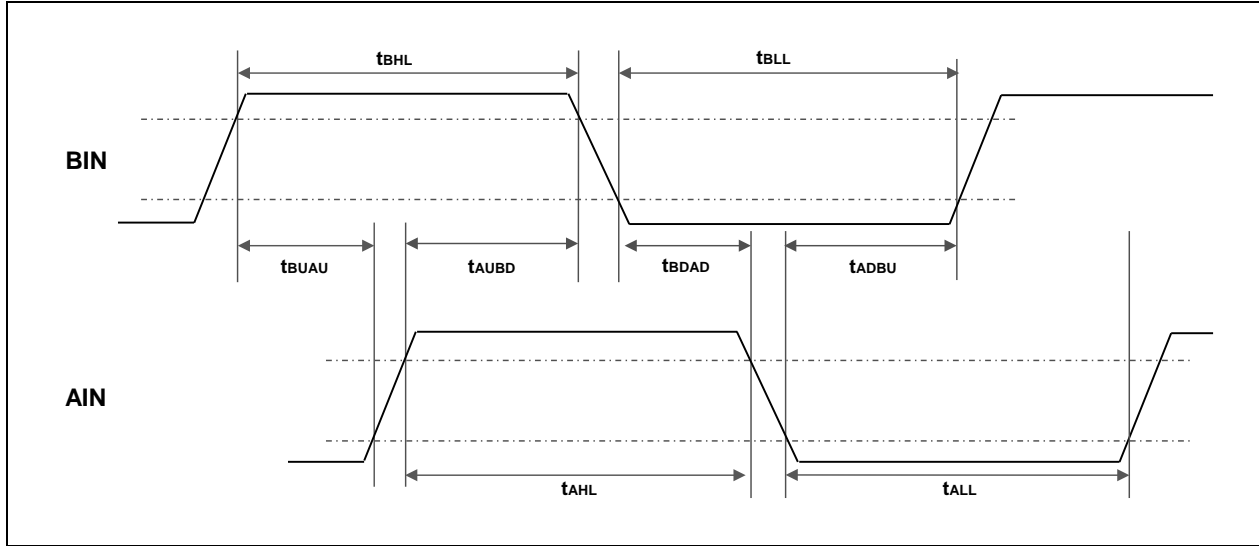 tBHL
tBLL
BIN
tBUAU
tAUBD
tBDAD
tADBU
AIN
tAHL
tALL